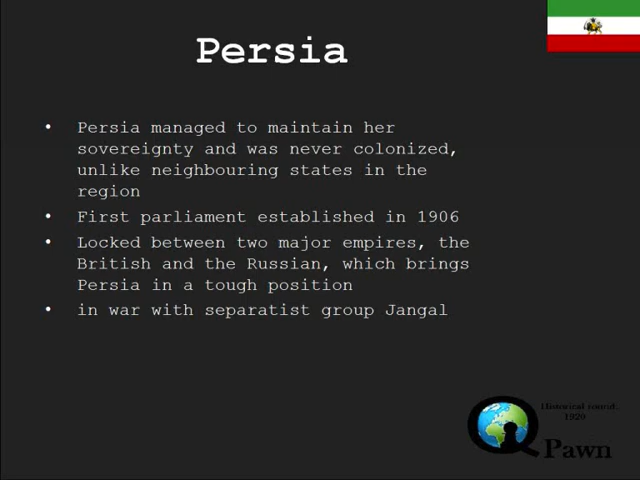 Persia
• Persia managed to maintain her
sovereignty and was never colonized,
unlike neighbouring states in the
region
• First parliament established in 1906
• Locked between two major empires, the
British and the Russian, which brings
Persia in a tough position
• in war with separatist group Jangal
Historical round:
1920
Q Pawn